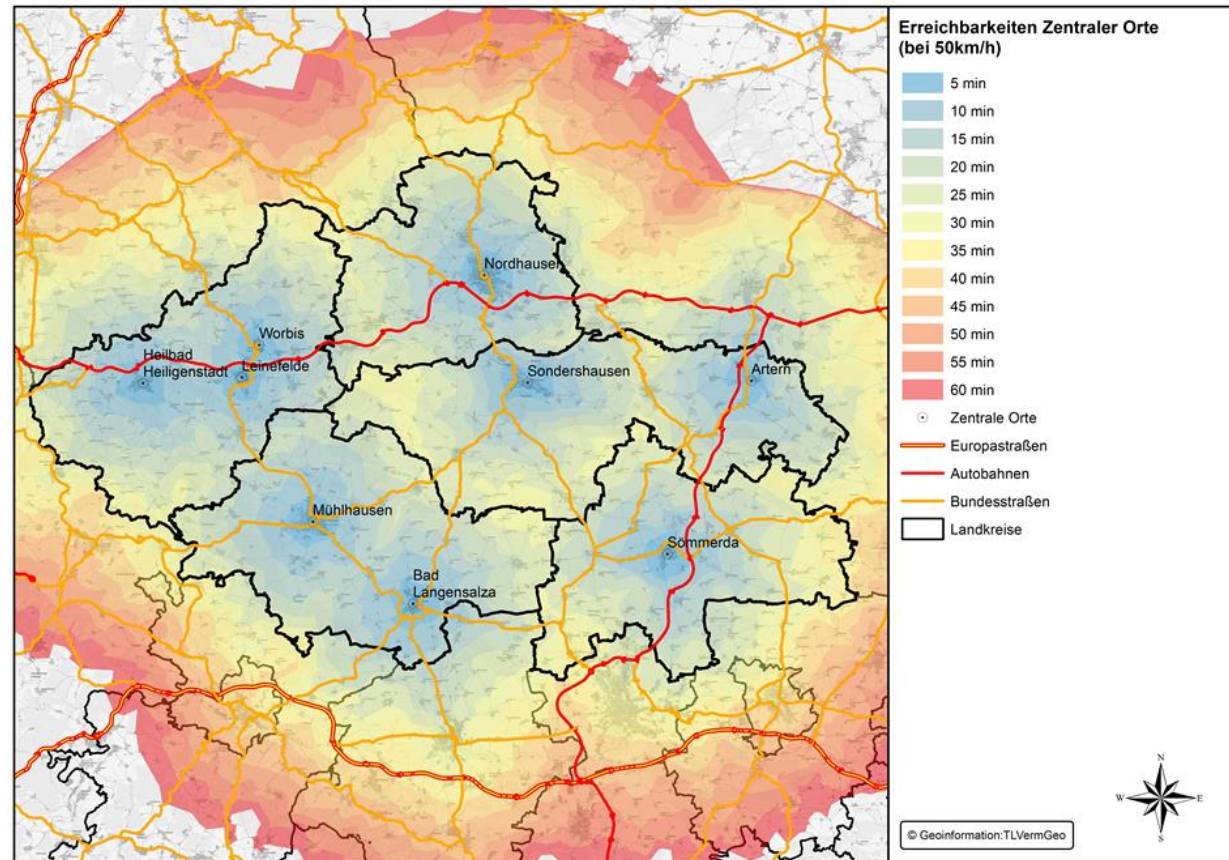 Erreichbarkeiten Zentraler Orte
(bei 50km/h)
5 min
10 min
15 min
20 min
25 min
30 min
35 min
40 min
45 min
50 min
55 min
60 min
Zentrale Orte
Europastraßen
Autobahnen
Bundesstraßen
Landkreise
Nordhausen
Worbis
Heilbad
Heiligenstadt
Leinefelde
Sondershausen
Artern
Mühlhausen
Sömmerda
Bad
Langensalza
N
W
E
S
© Geoinformation:TLVermGeo